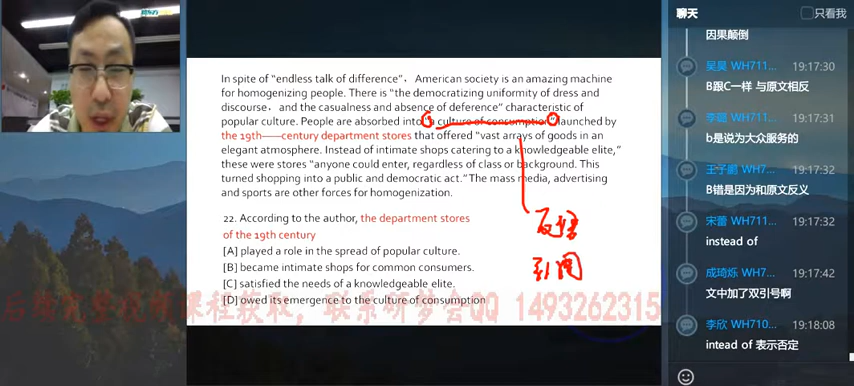 In spite of "endless talk of difference", American society is an amazing machine
for homogenizing people. There is "the democratizing uniformity of dress and
discourse, and the casualness and absence of deference" characteristic of
popular culture. People are absorbed into "a culture of consumption" launched by
the 19th——century department stores that offered "vast arrays of goods in an
elegant atmosphere. Instead of intimate shops catering to a knowledgeable elite,"
these were stores "anyone could enter, regardless of class or background. This
turned shopping into a public and democratic act." The mass media, advertising
and sports are other forces for homogenization.
22. According to the author, the department stores
of the 19th century
[A] played a role in the spread of popular culture.
[B] became intimate shops for common consumers.
[C] satisfied the needs of a knowledgeable elite.
[D] owed its emergence to the culture of consumption
引用
QQ 1493262315
聊天
只看我
因果颠倒
吴昊 WH711... 19:17:30
B跟C一样 与原文相反
WH711... 19:17:31
b是说为大众服务的
王子鹏 WH7... 19:17:32
B错是因为和原文反义
宋蕾 WH711... 19:17:32
instead of
成琦烁 WH7... 19:17:42
文中加了双引号啊
李欣 WH710... 19:18:08
intead of 表示否定